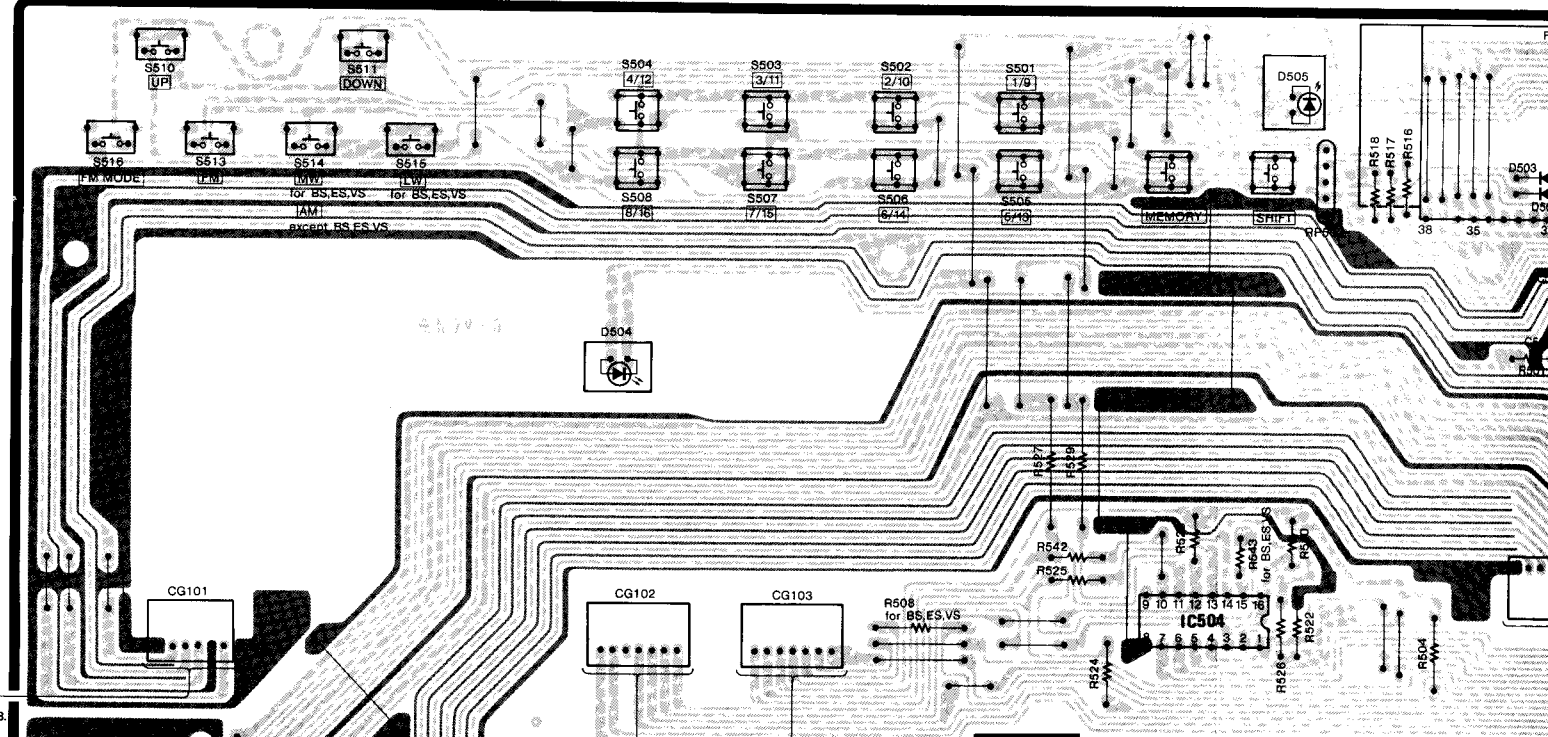 S510
UP
S511
DOWN
S504
4/12
S503
3/11
S502
2/10
S501
1/9
D505
S516
FM MODE
S513
FM
S514
MW
for BS,ES,VS
AM
except BS,ES,VS
S515
LW
for BS,ES,VS
S508
8/16
S507
7/15
S506
6/14
S505
5/13
MEMORY
SHIFT
R518
R517
R516
D503
38
35
D504
R527
R529
R542
R525
R543
for BS,ES,VS
CG101
CG102
CG103
R508
for BS,ES,VS
9 10 11 12 13 14 15 16
IC504
8 7 6 5 4 3 2 1
R524
R526
R522
R504